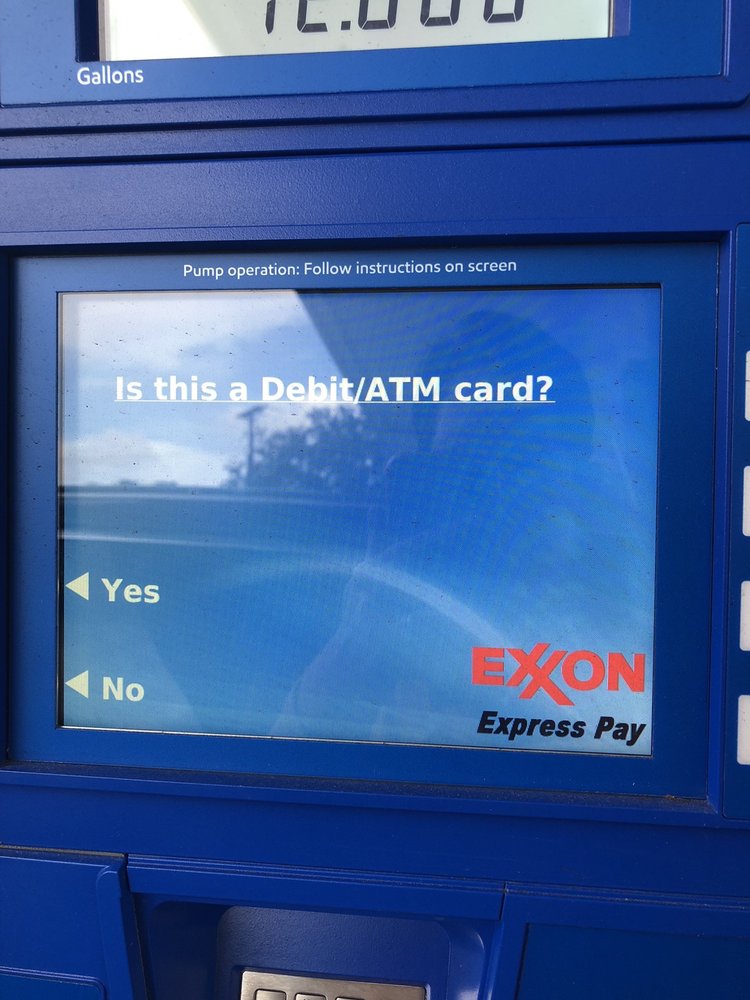 Gallons
Pump operation: Follow instructions on screen
Is this a Debit/ATM card?
Yes
No
EXXON
Express Pay